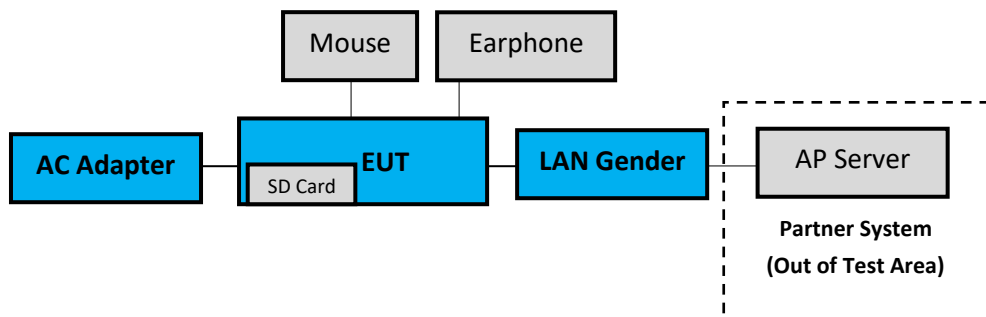 Mouse
Earphone
AC Adapter
EUT
SD Card
LAN Gender
AP Server
Partner System
(Out of Test Area)